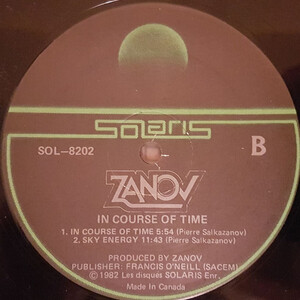 SOLARIS
SOL-8202
B
ZANOV
IN COURSE OF TIME
1. IN COURSE OF TIME 5:54 (Pierre Salkazanov)
2. SKY ENERGY 11:43 (Pierre Salkazanov)
PRODUCED BY ZANOV
PUBLISHER: FRANCIS O'NEILL (SACEM)
©1982 Les disques SOLARIS Enr.
Made In Canada